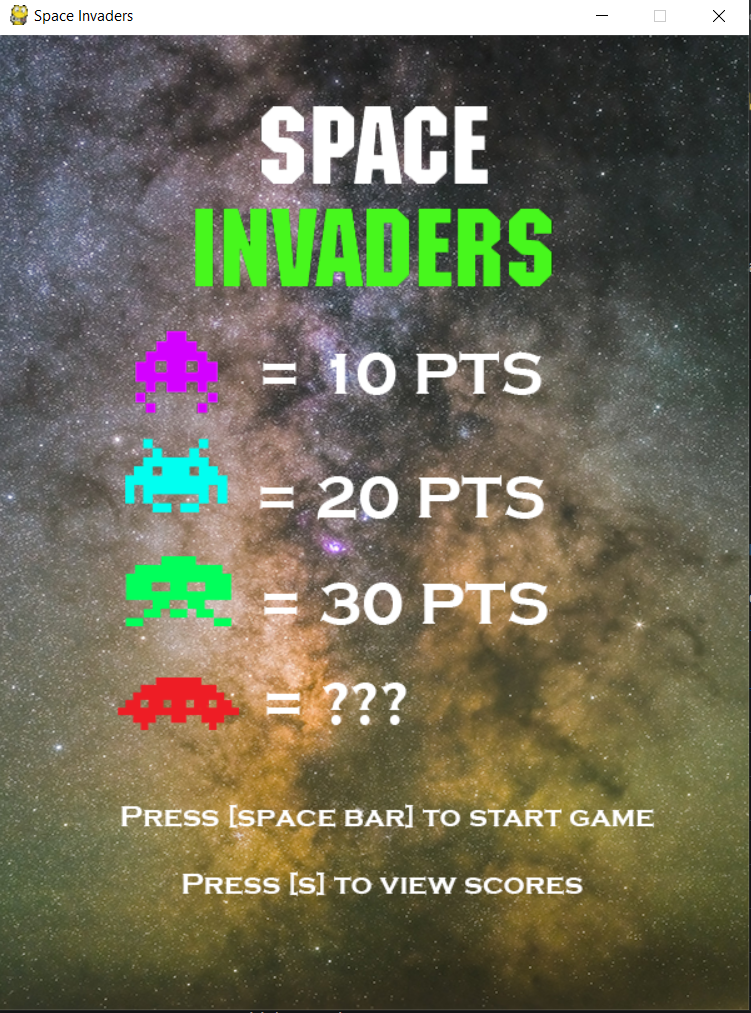 Space Invaders
SPACE
INVADERS
= 10 PTS
= 20 PTS
= 30 PTS
= ???
PRESS [SPACE BAR] TO START GAME
PRESS [S] TO VIEW SCORES